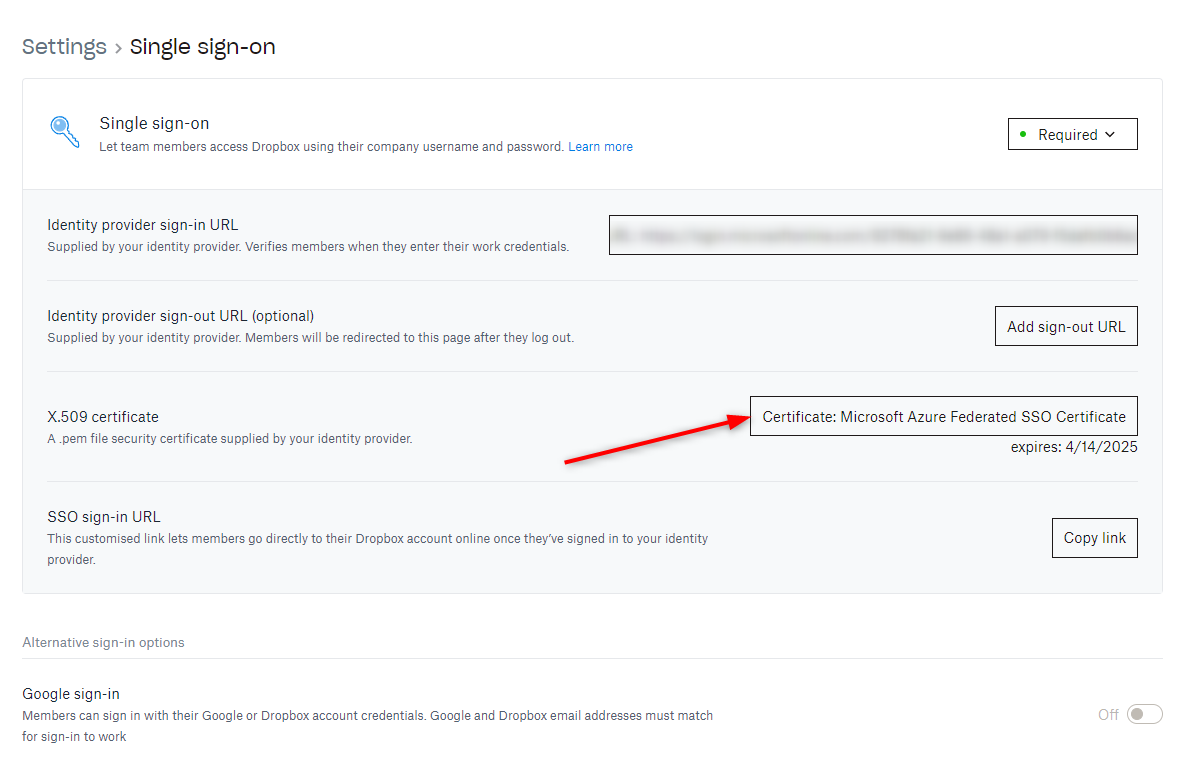 Settings › Single sign-on
Single sign-on
Let team members access Dropbox using their company username and password. Learn more
Required
Identity provider sign-in URL
Supplied by your identity provider. Verifies members when they enter their work credentials.
Identity provider sign-out URL (optional)
Supplied by your identity provider. Members will be redirected to this page after they log out.
Add sign-out URL
X.509 certificate
A .pem file security certificate supplied by your identity provider.
Certificate: Microsoft Azure Federated SSO Certificate
expires: 4/14/2025
SSO sign-in URL
This customised link lets members go directly to their Dropbox account online once they’ve signed in to your identity
provider.
Copy link
Alternative sign-in options
Google sign-in
Members can sign in with their Google or Dropbox account credentials. Google and Dropbox email addresses must match
for sign-in to work
Off